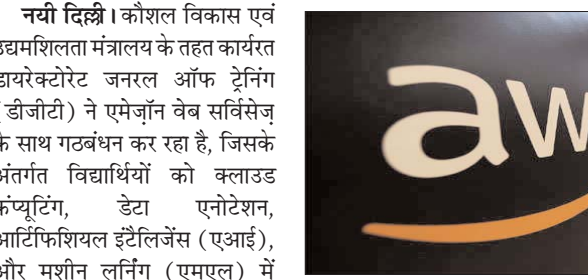 नयी दिल्ली। कौशल विकास एवं
उद्यमशिलता मंत्रालय के तहत कार्यरत
डायरेक्टोरेट जनरल ऑफ ट्रेनिंग
(डीजीटी) ने एमेज़ॉन वेब सर्विसेज़
के साथ गठबंधन कर रहा है, जिसके
अंतर्गत विद्यार्थियों को क्लाउड
कंप्यूटिंग, डेटा एनोटेशन,
आर्टिफिशियल इंटैलिजेंस (एआई),
और मशीन लर्निंग (एमएल) में
aw